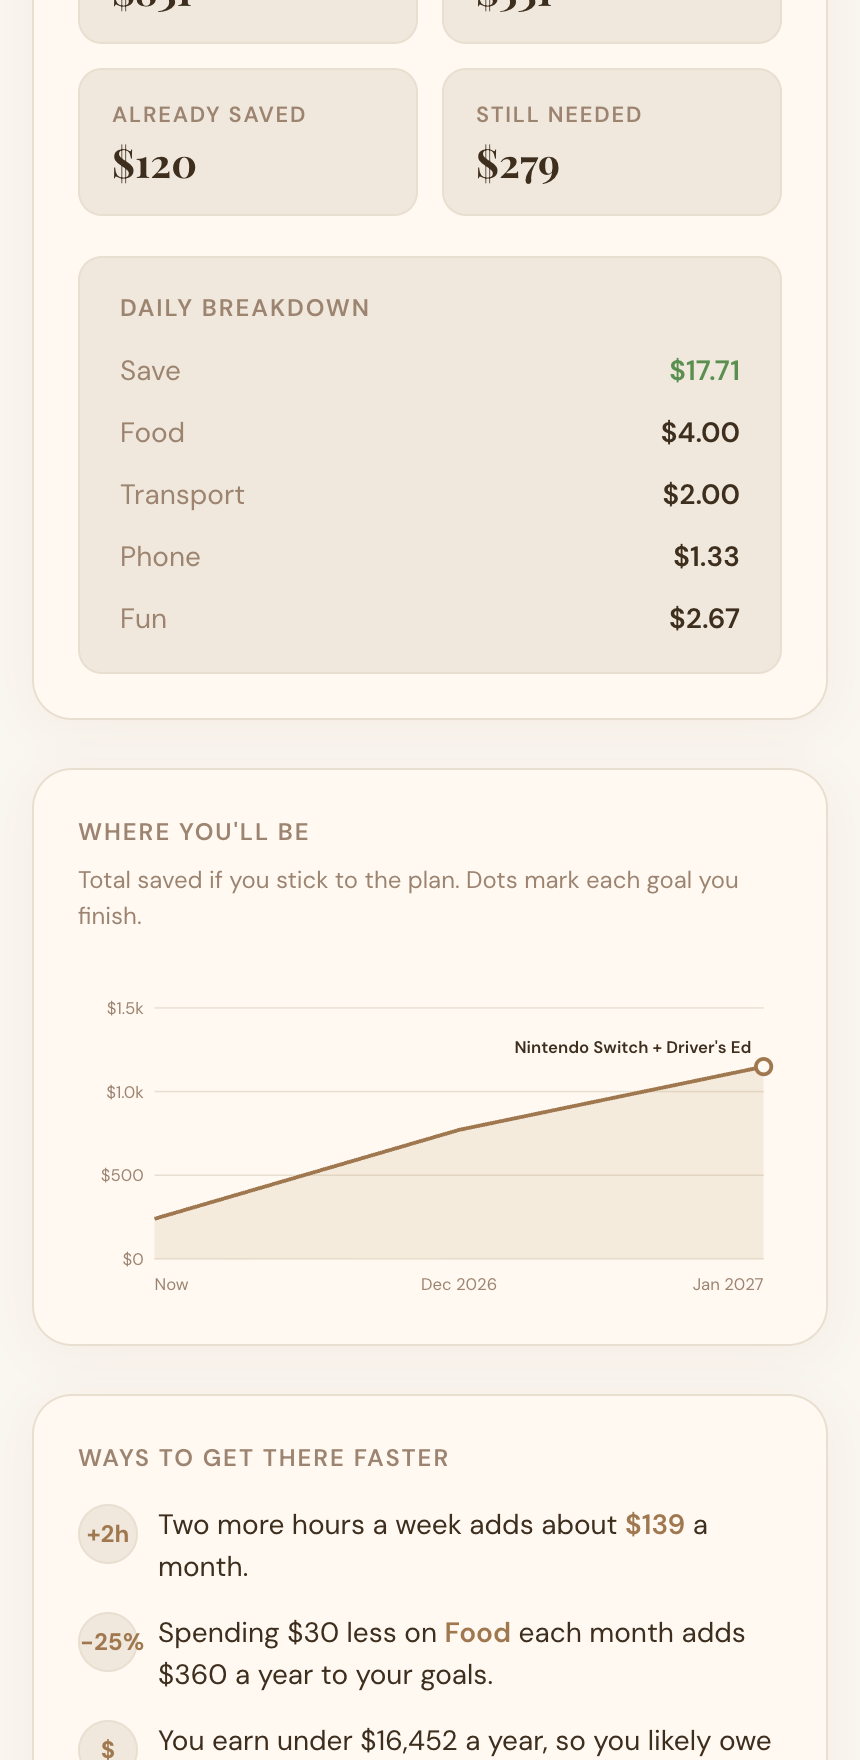 $831 $531
ALREADY SAVED STILL NEEDED
$120 $279
DAILY BREAKDOWN
Save $17.71
Food $4.00
Transport $2.00
Phone $1.33
Fun $2.67
WHERE YOU'LL BE
Total saved if you stick to the plan. Dots mark each goal you
finish.
$1.5k
Nintendo Switch + Driver's Ed
$1.0k
$500
$0
Now Dec 2026 Jan 2027
WAYS TO GET THERE FASTER
+2h Two more hours a week adds about $139 a
month.
-25% Spending $30 less on Food each month adds
$360 a year to your goals.
$ You earn under $16,452 a year, so you likely owe